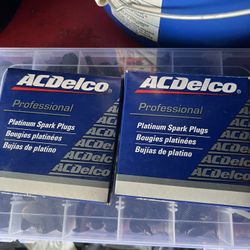 ACDelco®
Professional
Platinum Spark Plugs
Bougies platinées
Bujías de platino
ACDelco®
Professional
Platinum Spark Plugs
Bougies platinées
Bujías de platino